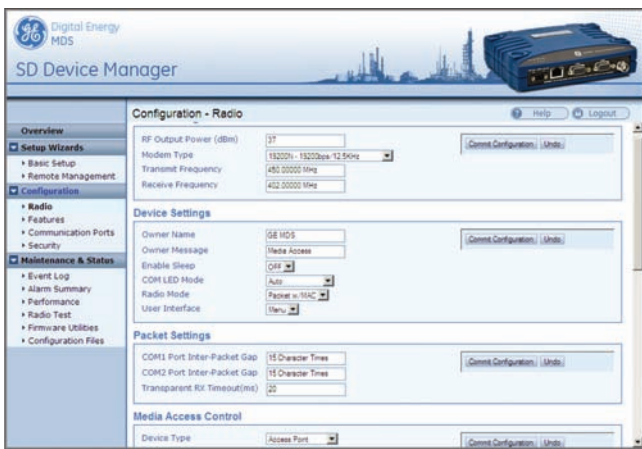 Digital Energy
MDS
SD Device Manager
Configuration - Radio
Help
Logout
Overview
Setup Wizards
Basic Setup
Remote Management
Configuration
Radio
Features
Communication Ports
Security
Maintenance & Status
Event Log
Alarm Summary
Performance
Radio Test
Firmware Utilities
Configuration Files
RF Output Power (dBm) 37
Commit Configuration Undo
Modem Type 19200N - 19200bps/12.5KHz
Transmit Frequency 450.00000 MHz
Receive Frequency 402.00000 MHz
Device Settings
Owner Name GE MDS
Commit Configuration Undo
Owner Message Media Access
Enable Sleep OFF
COM LED Mode Auto
Radio Mode Packet w/MAC
User Interface Menu
Packet Settings
COM1 Port Inter-Packet Gap 15 Character Times
Commit Configuration Undo
COM2 Port Inter-Packet Gap 15 Character Times
Transparent RX Timeout(ms) 20
Media Access Control
Device Type Access Point
Commit Configuration Undo